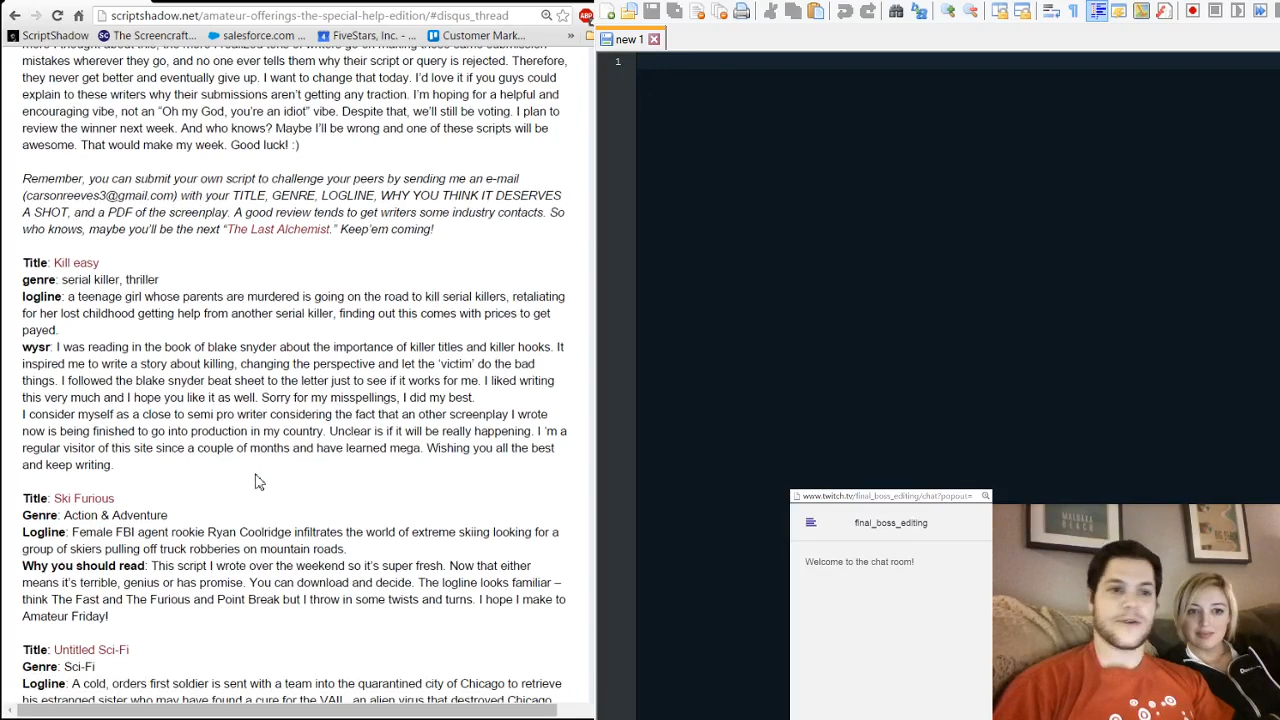 scriptshadow.net/amateur-offerings-the-special-help-edition/#disqus_thread
ABP
ScriptShadow
The Screencraft...
salesforce.com ...
FiveStars, Inc. - ...
Customer Mark...
»
new 1
1
mistakes wherever they go, and no one ever tells them why their script or query is rejected. Therefore,
they never get better and eventually give up. I want to change that today. I'd love it if you guys could
explain to these writers why their submissions aren't getting any traction. I'm hoping for a helpful and
encouraging vibe, not an “Oh my God, you're an idiot” vibe. Despite that, we'll still be voting. I plan to
review the winner next week. And who knows? Maybe I'll be wrong and one of these scripts will be
awesome. That would make my week. Good luck! :)
Remember, you can submit your own script to challenge your peers by sending me an e-mail
(carsonreeves3@gmail.com) with your TITLE, GENRE, LOGLINE, WHY YOU THINK IT DESERVES
A SHOT, and a PDF of the screenplay. A good review tends to get writers some industry contacts. So
who knows, maybe you'll be the next “The Last Alchemist.” Keep'em coming!
Title: Kill easy
genre: serial killer, thriller
logline: a teenage girl whose parents are murdered is going on the road to kill serial killers, retaliating
for her lost childhood getting help from another serial killer, finding out this comes with prices to get
payed.
wysr: I was reading in the book of blake snyder about the importance of killer titles and killer hooks. It
inspired me to write a story about killing, changing the perspective and let the ‘victim’ do the bad
things. I followed the blake snyder beat sheet to the letter just to see if it works for me. I liked writing
this very much and I hope you like it as well. Sorry for my misspellings, I did my best.
I consider myself as a close to semi pro writer considering the fact that an other screenplay I wrote
now is being finished to go into production in my country. Unclear is if it will be really happening. I 'm a
regular visitor of this site since a couple of months and have learned mega. Wishing you all the best
and keep writing.
Title: Ski Furious
Genre: Action & Adventure
Logline: Female FBI agent rookie Ryan Coolridge infiltrates the world of extreme skiing looking for a
group of skiers pulling off truck robberies on mountain roads.
Why you should read: This script I wrote over the weekend so it's super fresh. Now that either
means it's terrible, genius or has promise. You can download and decide. The logline looks familiar –
think The Fast and The Furious and Point Break but I throw in some twists and turns. I hope I make to
Amateur Friday!
Title: Untitled Sci-Fi
Genre: Sci-Fi
Logline: A cold, orders first soldier is sent with a team into the quarantined city of Chicago to retrieve
his estranged sister who may have found a cure for the VAIL, an alien virus that destroyed Chicago
www.twitch.tv/final_boss_editing/chat?popout=
final_boss_editing
Welcome to the chat room!